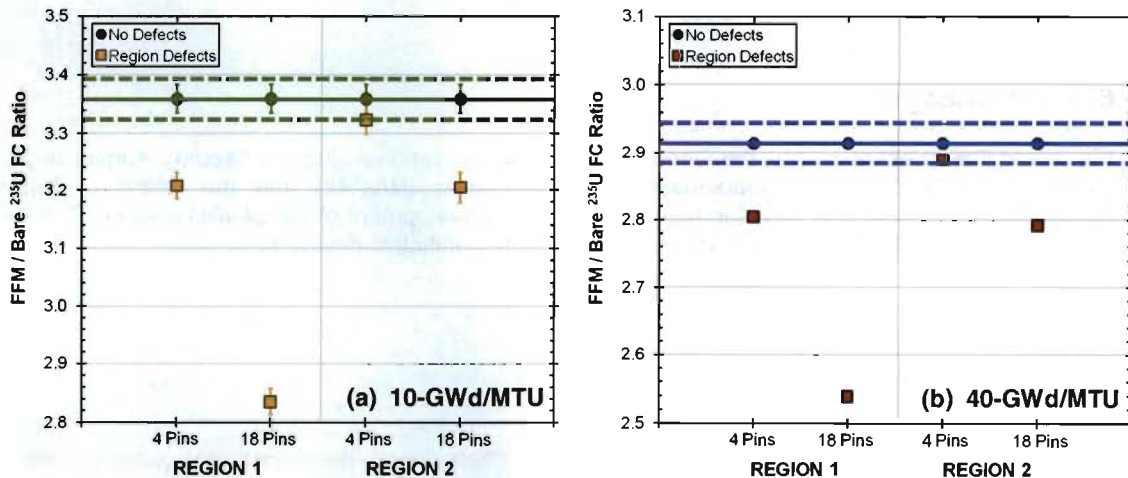 3.5
3.4
3.3
3.2
3.1
3.0
2.9
2.8
FFM / Bare ²³⁵U FC Ratio
No Defects
Region Defects
(a) 10-GWd/MTU
4 Pins
18 Pins
4 Pins
18 Pins
REGION 1
REGION 2
3.1
3.0
2.9
2.8
2.7
2.6
2.5
FFM / Bare ²³⁵U FC Ratio
No Defects
Region Defects
(b) 40-GWd/MTU
4 Pins
18 Pins
4 Pins
18 Pins
REGION 1
REGION 2